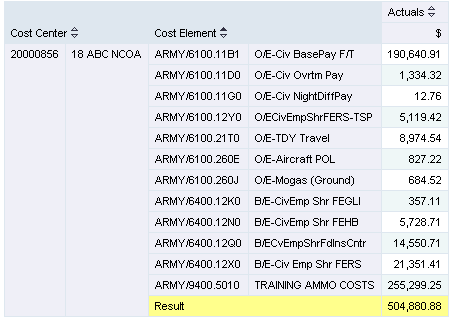 Actuals
Cost Center Cost Element $
20000856 18 ABC NCOA ARMY/6100.11B1 O/E-Civ BasePay F/T 190,640.91
ARMY/6100.11D0 O/E-Civ Ovrtm Pay 1,334.32
ARMY/6100.11G0 O/E-Civ NightDiffPay 12.76
ARMY/6100.12Y0 O/ECivEmpShrFERS-TSP 5,119.42
ARMY/6100.21T0 O/E-TDY Travel 8,974.54
ARMY/6100.260E O/E-Aircraft POL 827.22
ARMY/6100.260J O/E-Mogas (Ground) 684.52
ARMY/6400.12K0 B/E-CivEmp Shr FEGLI 357.11
ARMY/6400.12N0 B/E-CivEmp Shr FEHB 5,728.71
ARMY/6400.12Q0 B/ECvEmpShrFdInsCntr 14,550.71
ARMY/6400.12X0 B/E-Civ Emp Shr FERS 21,351.41
ARMY/9400.5010 TRAINING AMMO COSTS 255,299.25
Result 504,880.88